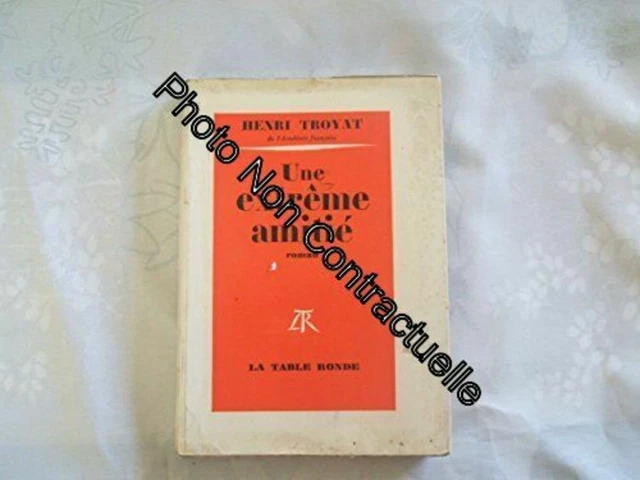 HENRI TROYAT
de l'Académie française
Une
extrême
amitié
roman
LA TABLE RONDE
Photo Non Contractuelle